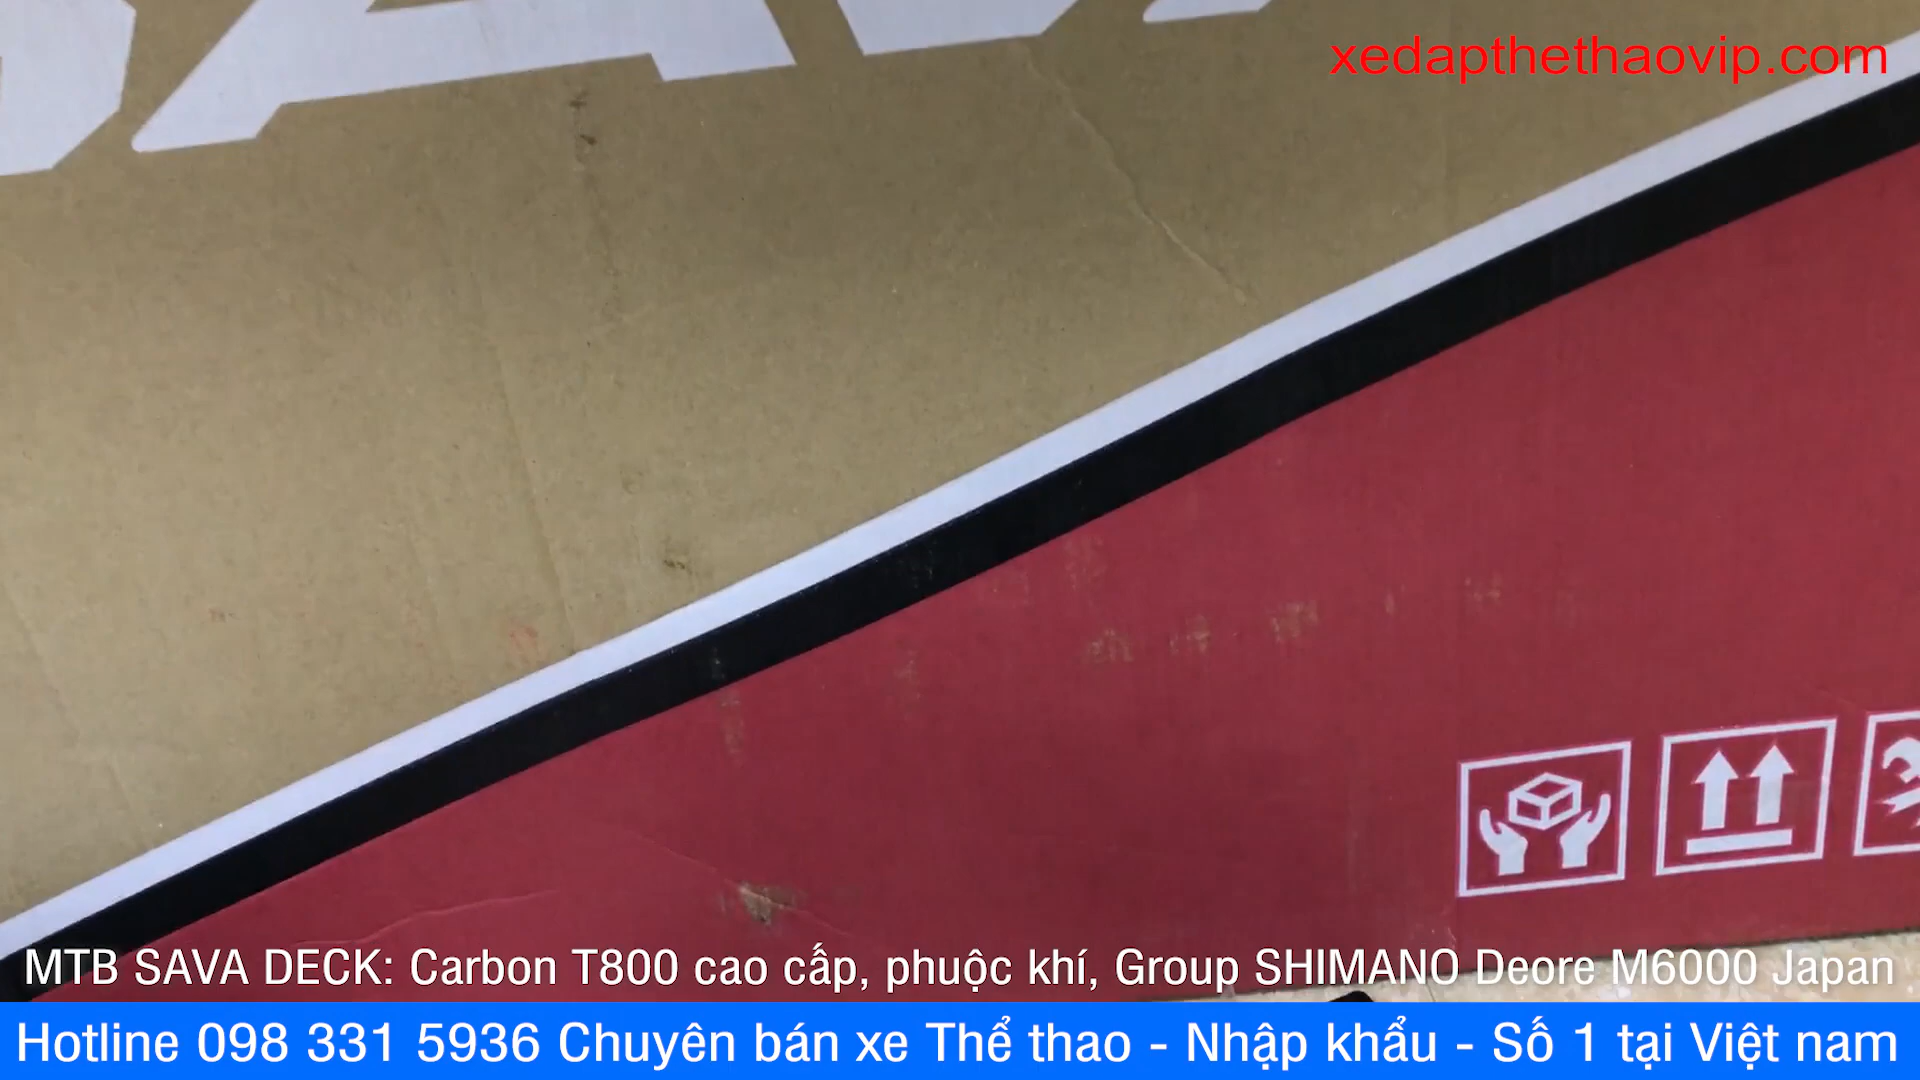 SAVA
xedapthethaovip.com
MTB SAVA DECK: Carbon T800 cao cấp, phuộc khí, Group SHIMANO Deore M6000 Japan
Hotline 098 331 5936 Chuyên bán xe Thể thao - Nhập khẩu - Số 1 tại Việt nam